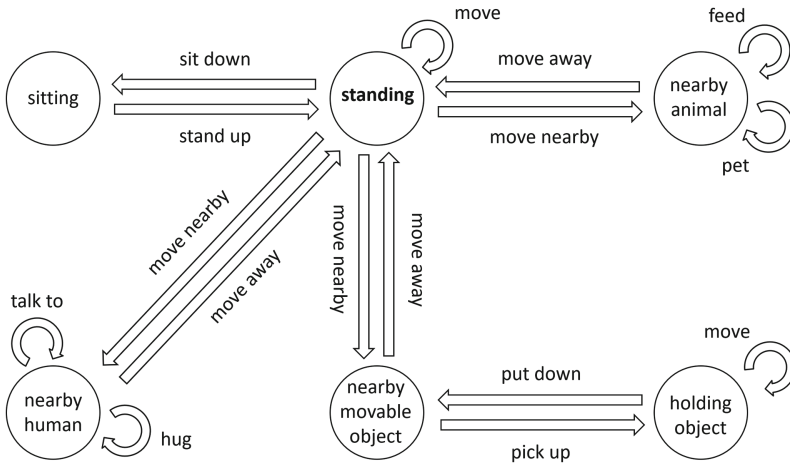 move
feed
sit down
move away
sitting
standing
nearby
animal
stand up
move nearby
pet
move nearby
move away
move nearby
move away
talk to
move
nearby
human
hug
nearby
movable
object
put down
pick up
holding
object